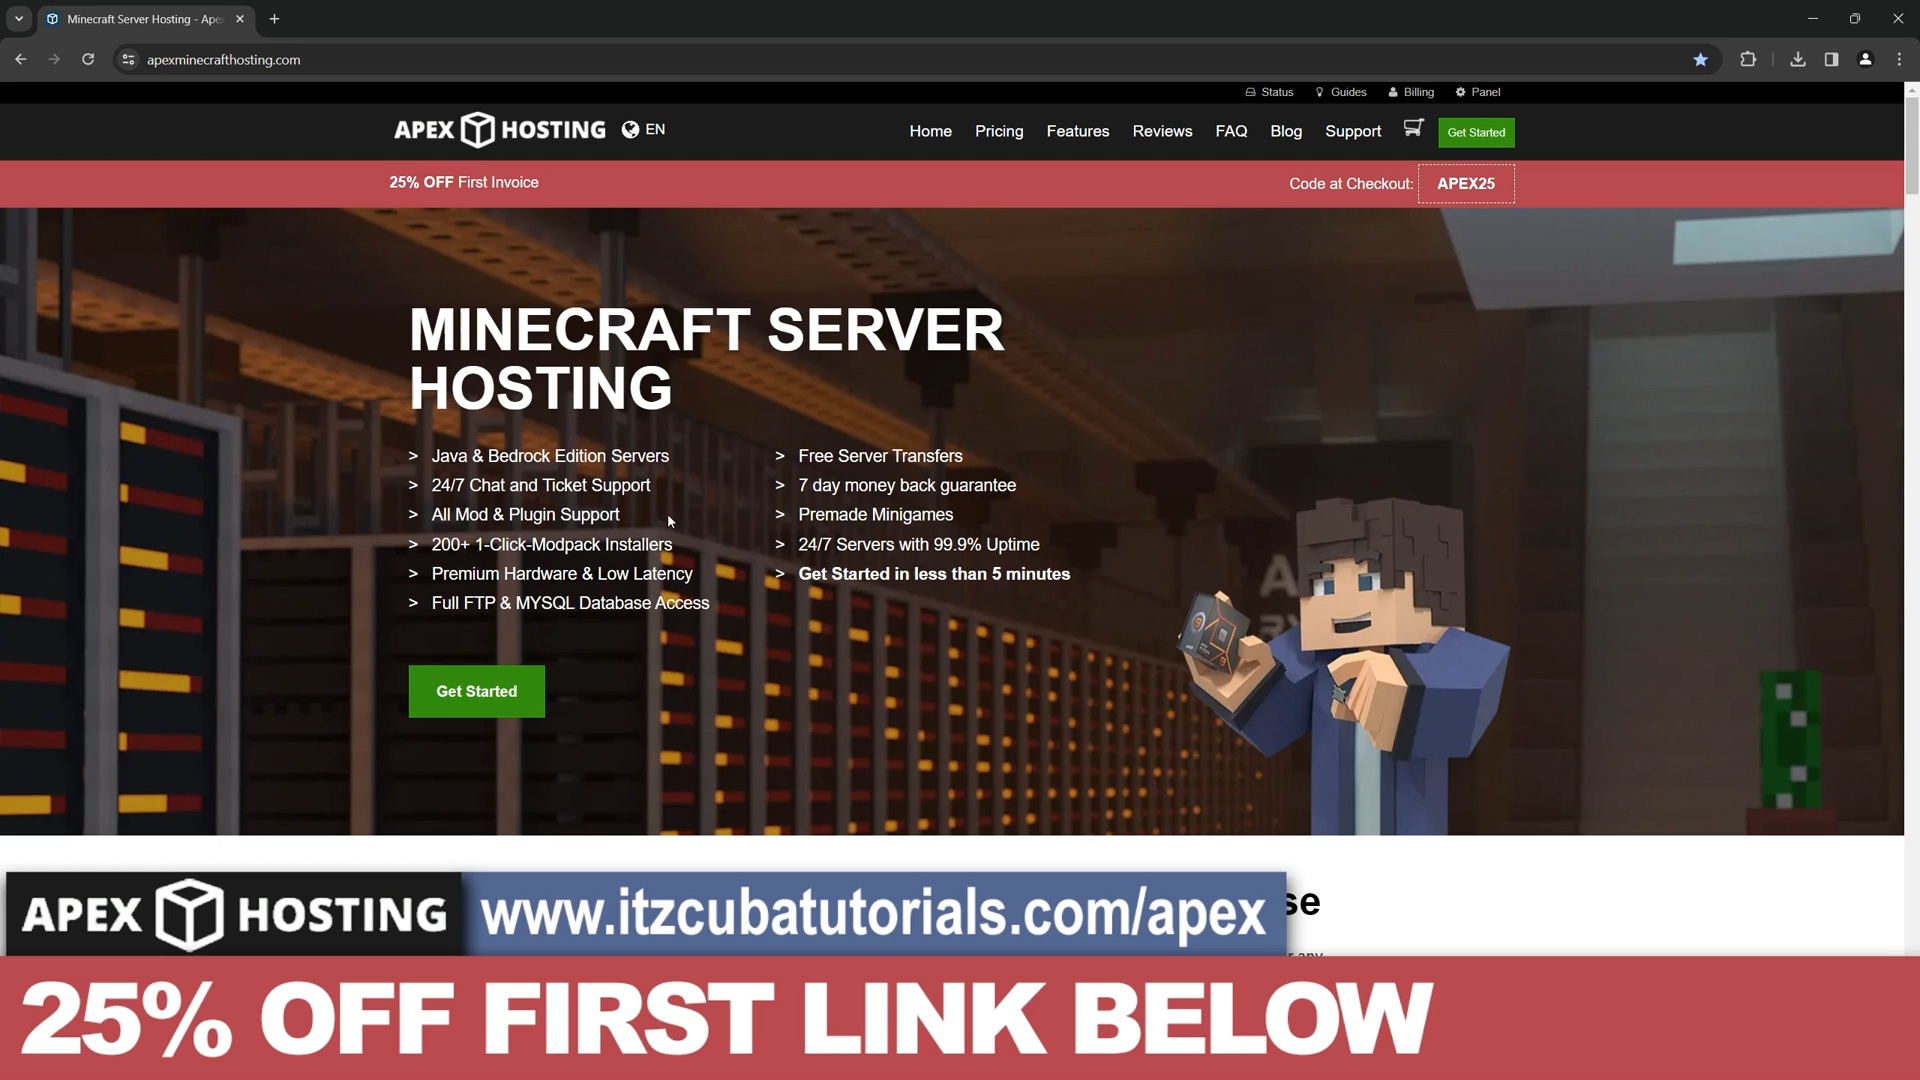 Minecraft Server Hosting - Ape
apexminecrafthosting.com
Status Guides Billing Panel
APEX HOSTING EN
Home Pricing Features Reviews FAQ Blog Support Get Started
25% OFF First Invoice
Code at Checkout: APEX25
MINECRAFT SERVER
HOSTING
> Java & Bedrock Edition Servers
> 24/7 Chat and Ticket Support
> All Mod & Plugin Support
> 200+ 1-Click-Modpack Installers
> Premium Hardware & Low Latency
> Full FTP & MYSQL Database Access
> Free Server Transfers
> 7 day money back guarantee
> Premade Minigames
> 24/7 Servers with 99.9% Uptime
> Get Started in less than 5 minutes
Get Started
se
APEX HOSTING www.itzcubatutorials.com/apex
25% OFF FIRST LINK BELOW